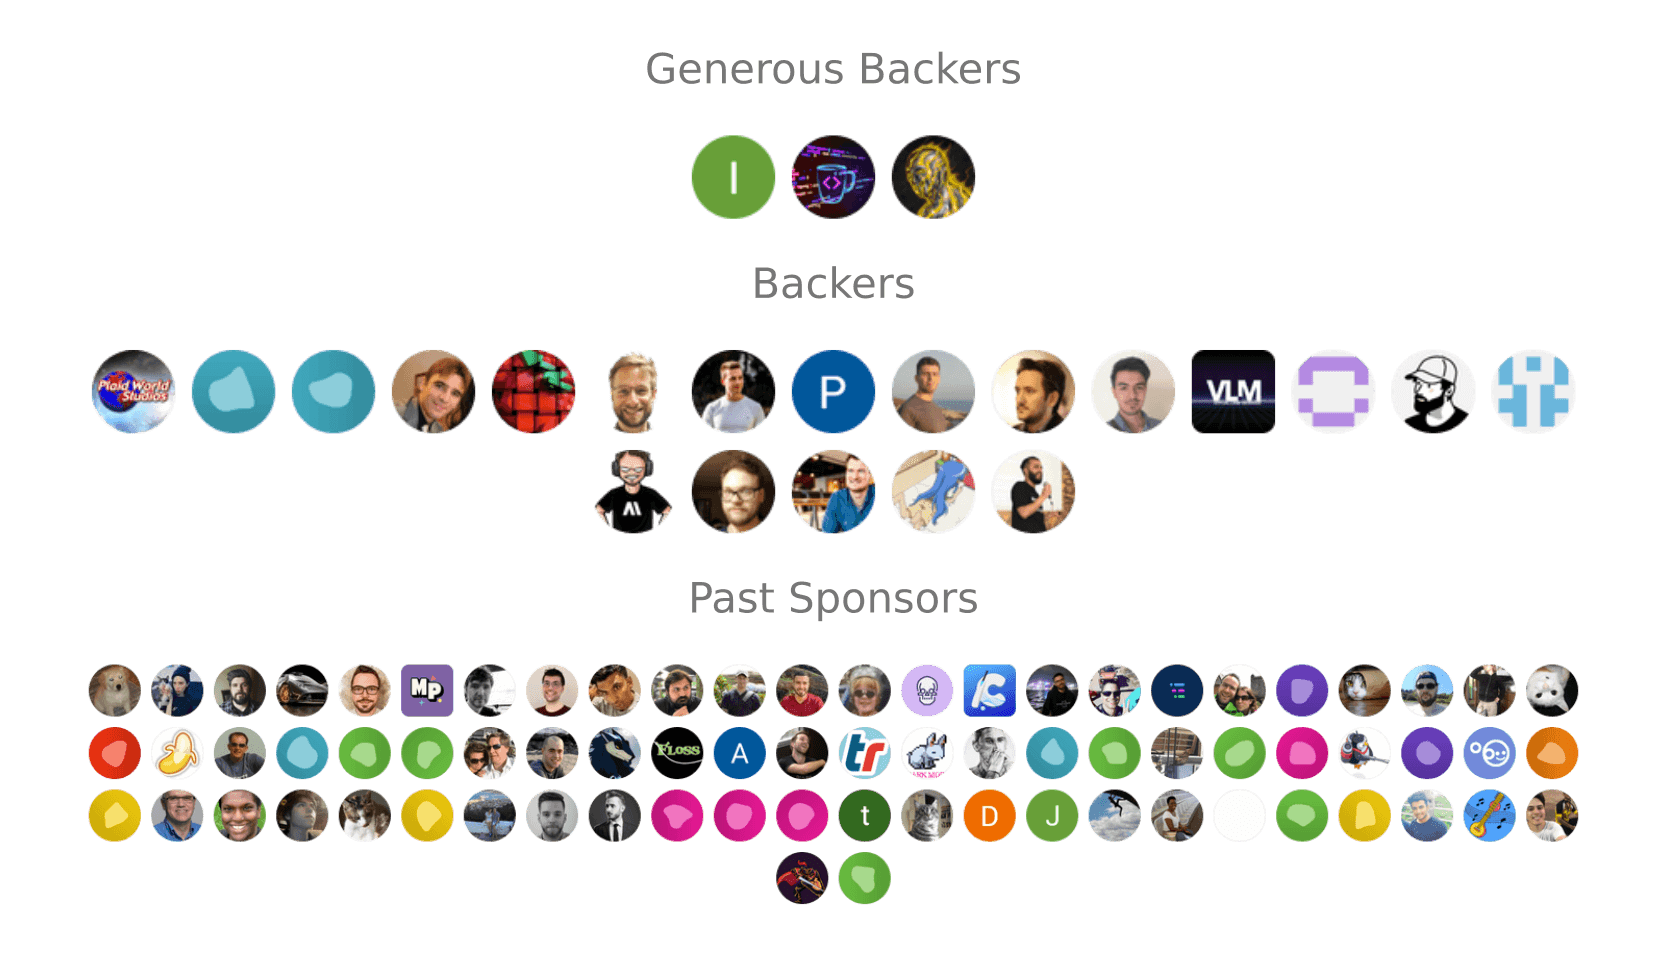 Generous Backers
I
<>
Backers
Plaid World
Studios
P
VLM
Past Sponsors
MP
C
FLOSS
A
tr
t
D
J